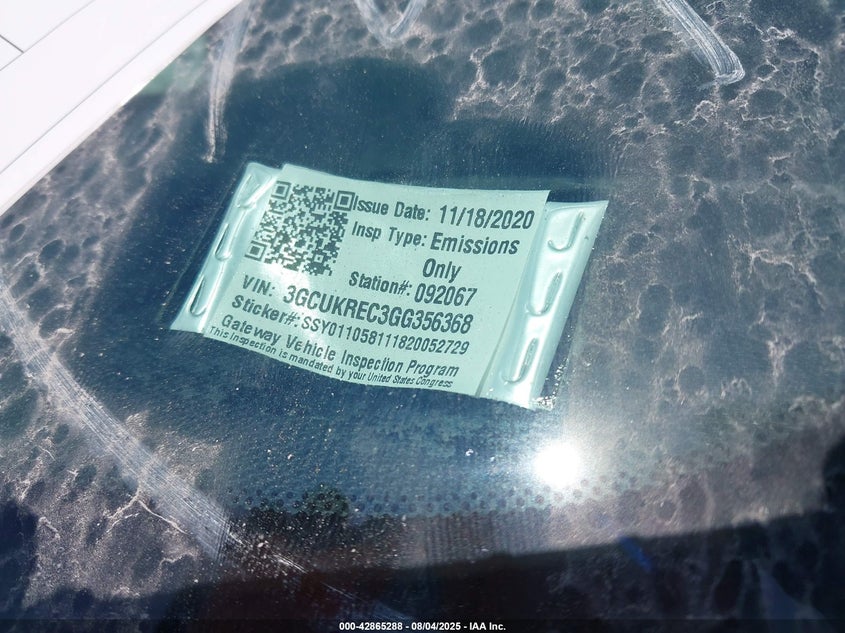 Issue Date: 11/18/2020
Insp Type: Emissions
Only
Station#: 092067
VIN: 3GCUKREC3GG356368
Sticker#: SSY011058111820052729
Gateway Vehicle Inspection Program
This Inspection is mandated by your United States Congress
000-42865288 - 08/04/2025 - IAA Inc.